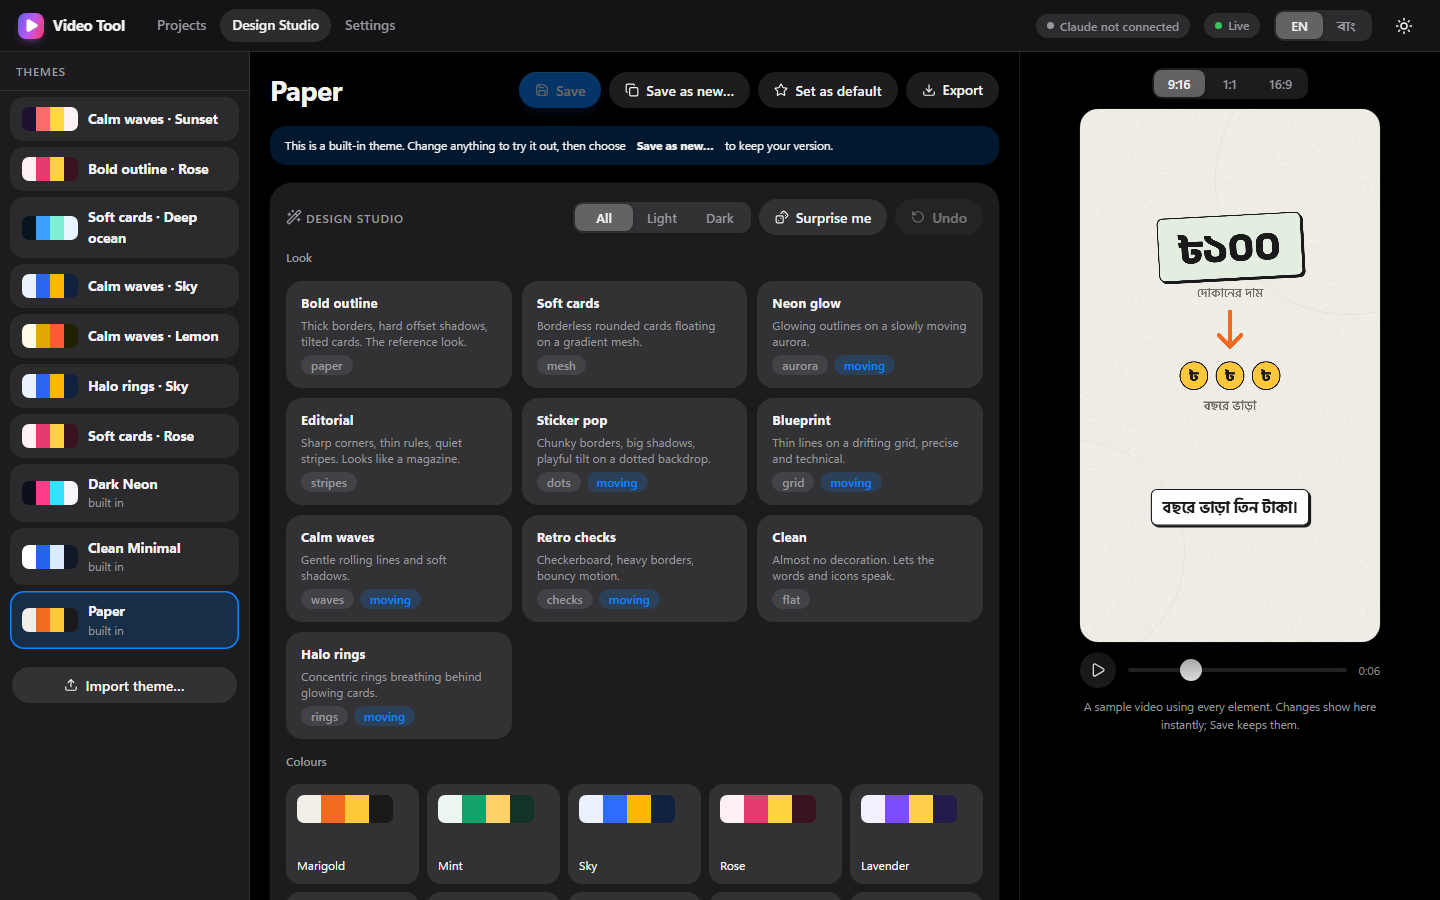 Video Tool
Projects
Design Studio
Settings
Claude not connected
Live
EN
বাং
THEMES
Calm waves · Sunset
Bold outline · Rose
Soft cards · Deep
ocean
Calm waves · Sky
Calm waves · Lemon
Halo rings · Sky
Soft cards · Rose
Dark Neon
built in
Clean Minimal
built in
Paper
built in
Import theme...
Paper
Save
Save as new...
Set as default
Export
This is a built-in theme. Change anything to try it out, then choose Save as new... to keep your version.
DESIGN STUDIO
All
Light
Dark
Surprise me
Undo
Look
Bold outline
Thick borders, hard offset shadows,
tilted cards. The reference look.
paper
Soft cards
Borderless rounded cards floating
on a gradient mesh.
mesh
Neon glow
Glowing outlines on a slowly moving
aurora.
aurora
moving
Editorial
Sharp corners, thin rules, quiet
stripes. Looks like a magazine.
stripes
Sticker pop
Chunky borders, big shadows,
playful tilt on a dotted backdrop.
dots
moving
Blueprint
Thin lines on a drifting grid, precise
and technical.
grid
moving
Calm waves
Gentle rolling lines and soft
shadows.
waves
moving
Retro checks
Checkerboard, heavy borders,
bouncy motion.
checks
moving
Clean
Almost no decoration. Lets the
words and icons speak.
flat
Halo rings
Concentric rings breathing behind
glowing cards.
rings
moving
Colours
Marigold
Mint
Sky
Rose
Lavender
9:16
1:1
16:9
৳১০০
দোকানের দাম
৳ ৳ ৳
বছরে ভাড়া
বছরে ভাড়া তিন টাকা।
0:06
A sample video using every element. Changes show here
instantly; Save keeps them.